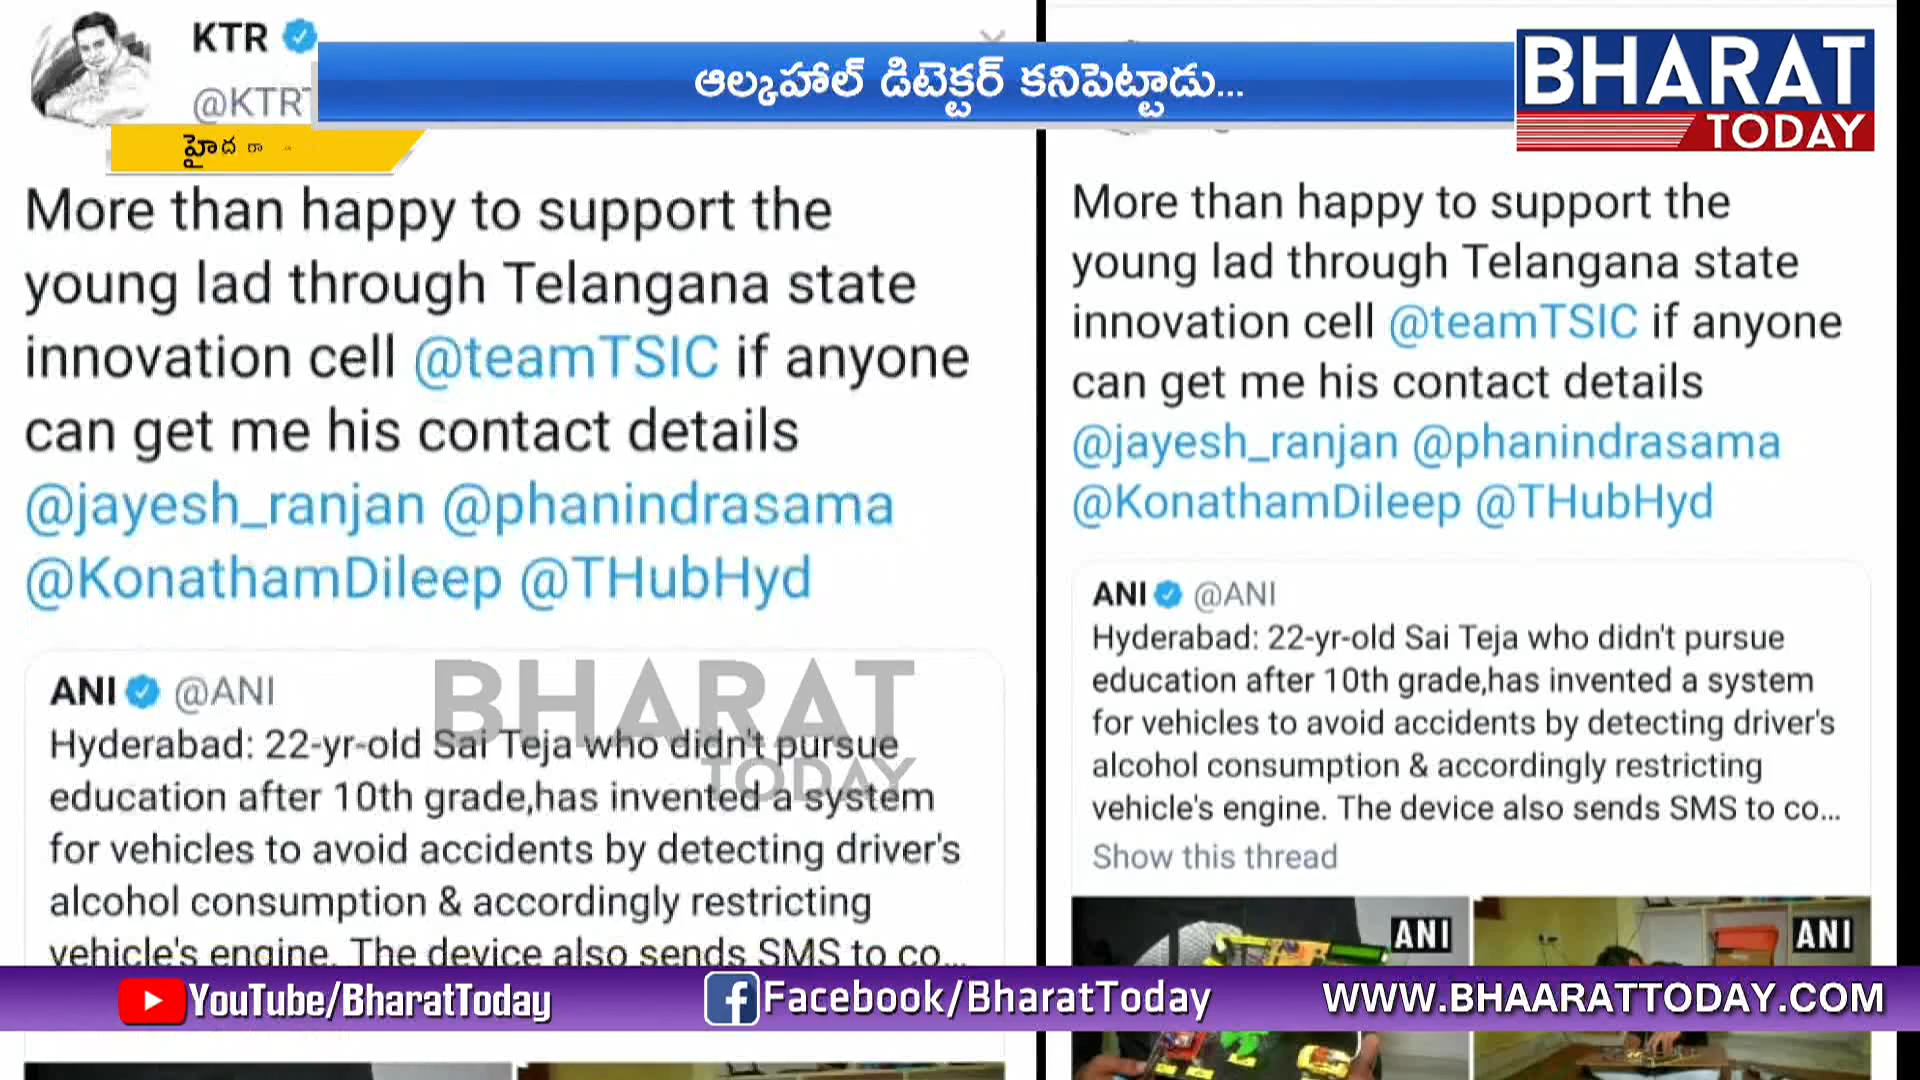 KTR
@KTRT
ఆల్కహాల్ డిటెక్టర్ కనిపెట్టాడు...
BHARAT
TODAY
More than happy to support the
young lad through Telangana state
innovation cell @teamTSIC if anyone
can get me his contact details
@jayesh_ranjan @phanindrasama
@KonathamDileep @THubHyd
ANI @ANI
Hyderabad: 22-yr-old Sai Teja who didn't pursue
education after 10th grade,has invented a system
for vehicles to avoid accidents by detecting driver's
alcohol consumption & accordingly restricting
vehicle's engine. The device also sends SMS to co...
BHARAT
TODAY
More than happy to support the
young lad through Telangana state
innovation cell @teamTSIC if anyone
can get me his contact details
@jayesh_ranjan @phanindrasama
@KonathamDileep @THubHyd
ANI @ANI
Hyderabad: 22-yr-old Sai Teja who didn't pursue
education after 10th grade,has invented a system
for vehicles to avoid accidents by detecting driver's
alcohol consumption & accordingly restricting
vehicle's engine. The device also sends SMS to co...
Show this thread
ANI
ANI
YouTube/BharatToday
Facebook/BharatToday
WWW.BHAARATTODAY.COM